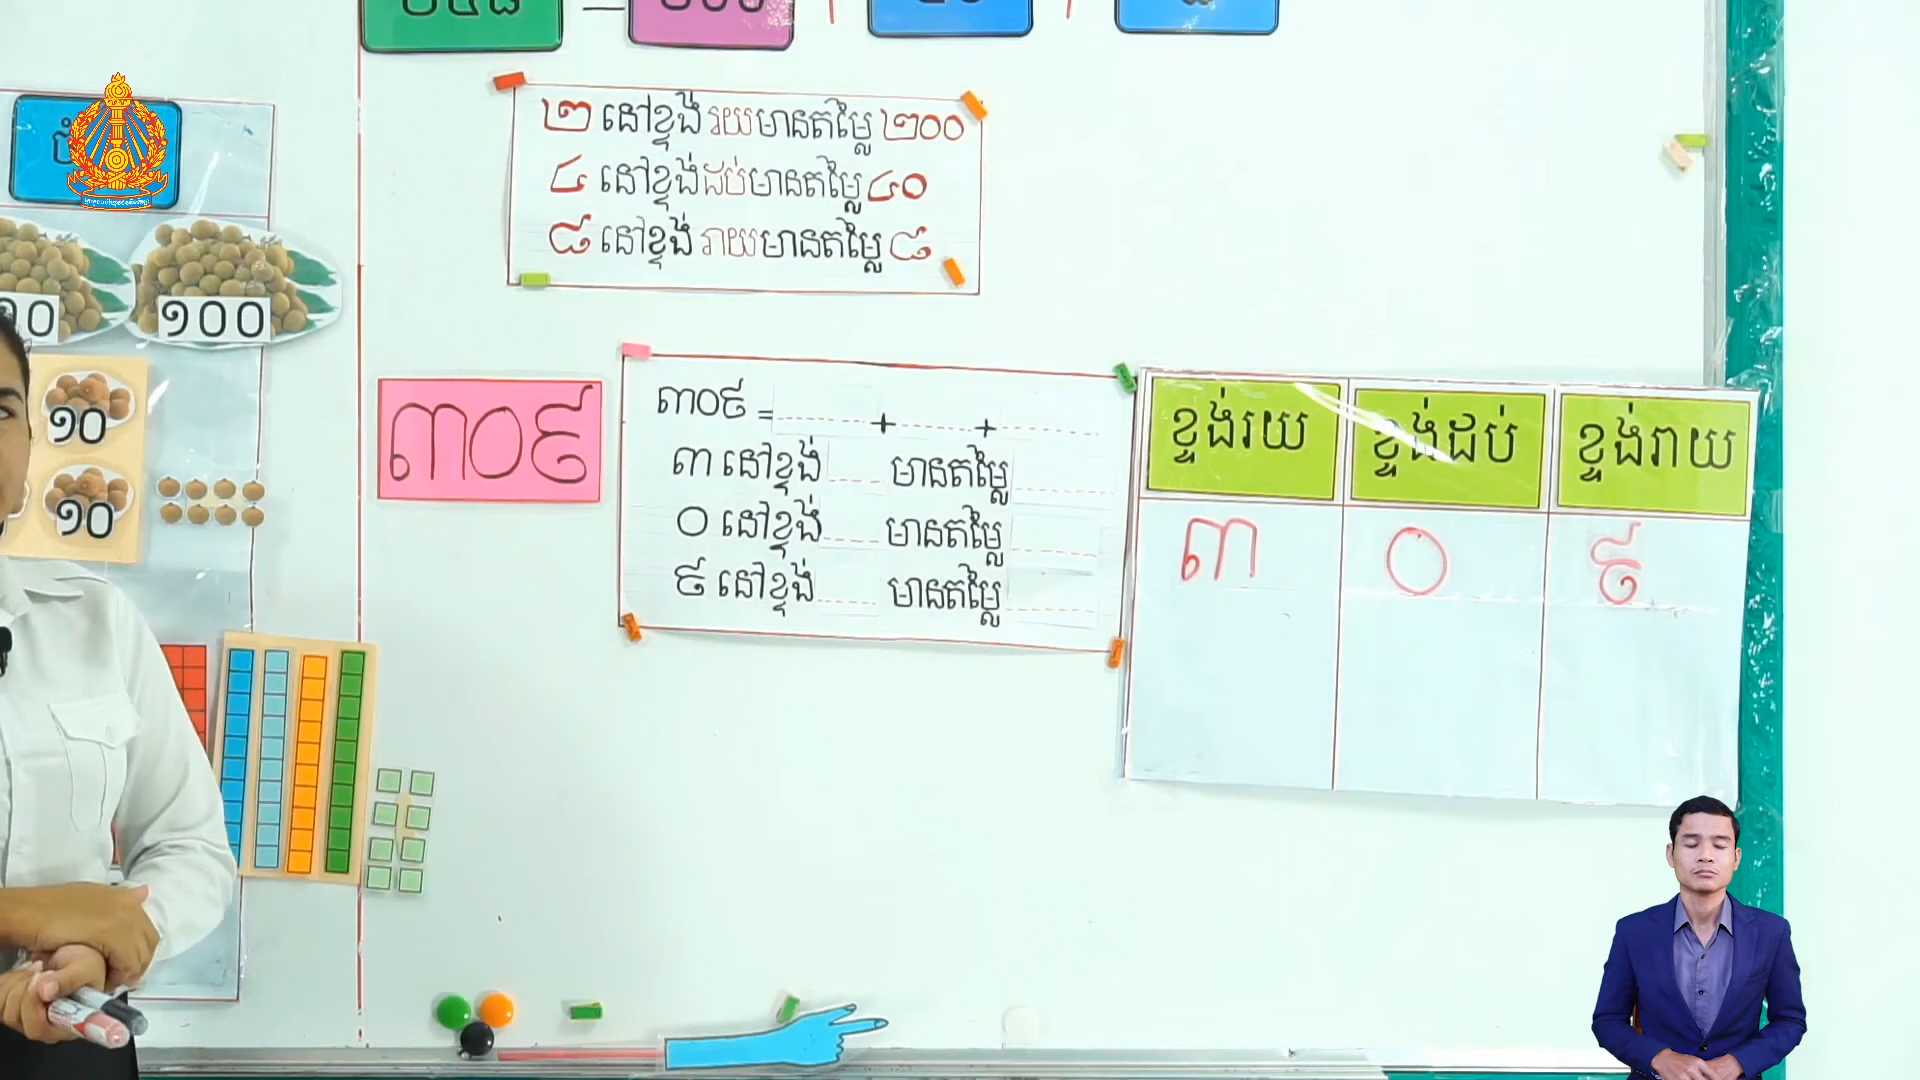 ២ នៅខ្ទង់ រយមានតម្លៃ ២០០
៤ នៅខ្ទង់ដប់មានតម្លៃ ៤០
៨ នៅខ្ទង់ រាយមានតម្លៃ ៨
១០
១០០
១០
១០
៣០៩
៣០៩ =............+............+............
៣ នៅខ្ទង់ ...... មានតម្លៃ ............
០ នៅខ្ទង់ ...... មានតម្លៃ ............
៩ នៅខ្ទង់ ...... មានតម្លៃ ............
ខ្ទង់រយ ខ្ទង់ដប់ ខ្ទង់រាយ
៣ ០ ៩